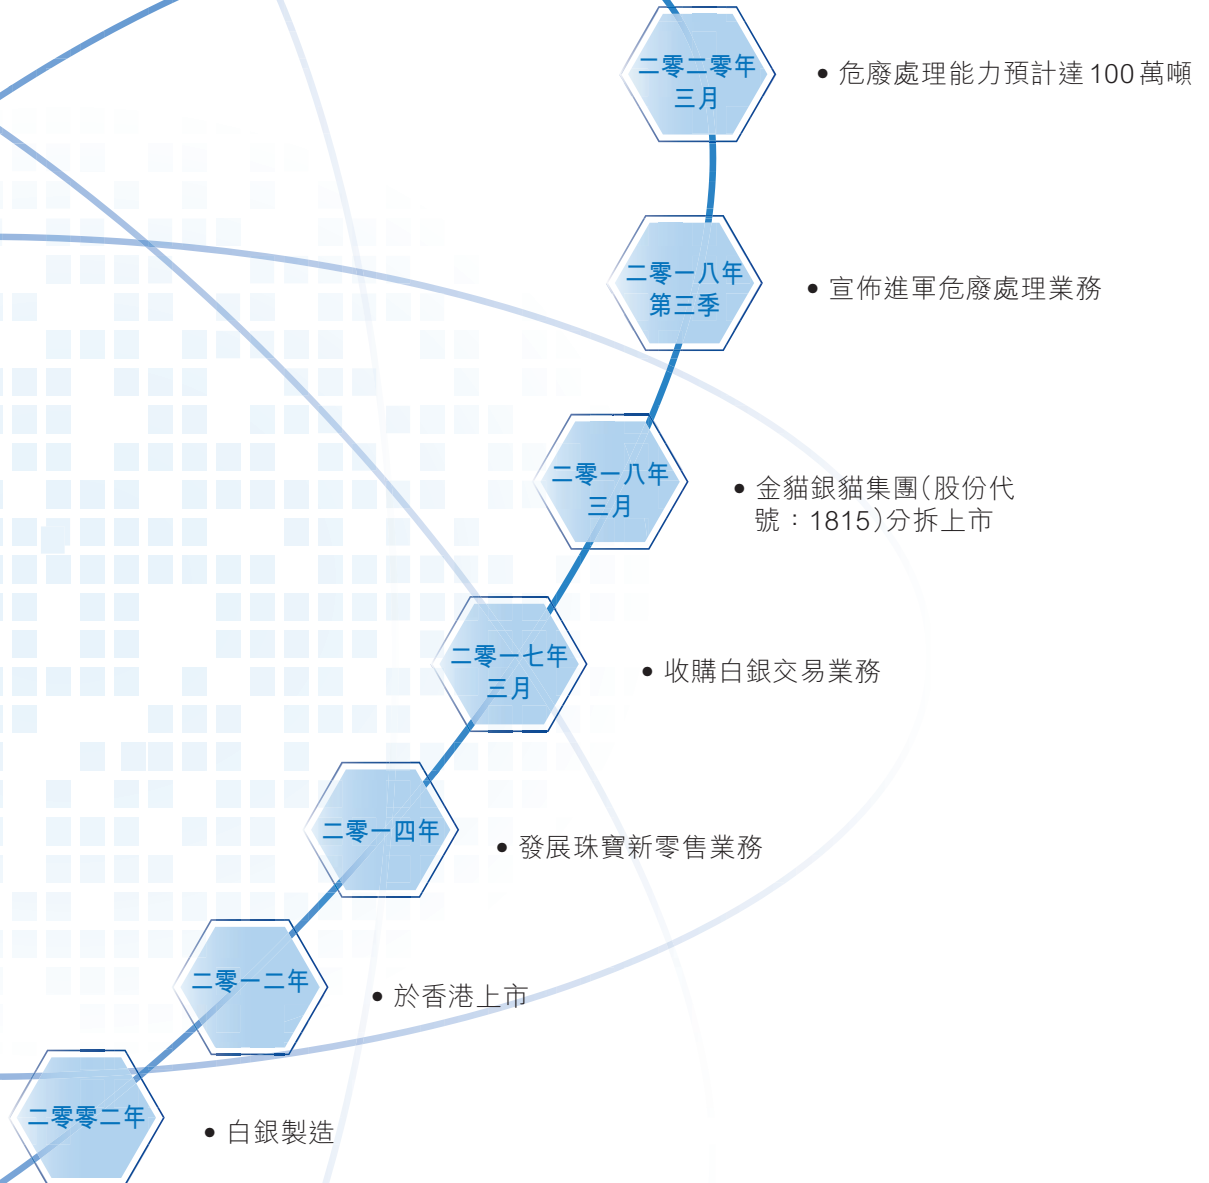 二零二零年
三月
• 危廢處理能力預計達100萬噸
二零一八年
第三季
• 宣佈進軍危廢處理業務
二零一八年
三月
• 金貓銀貓集團(股份代
號：1815)分拆上市
二零一七年
三月
• 收購白銀交易業務
二零一四年
• 發展珠寶新零售業務
二零一二年
• 於香港上市
二零零二年
• 白銀製造